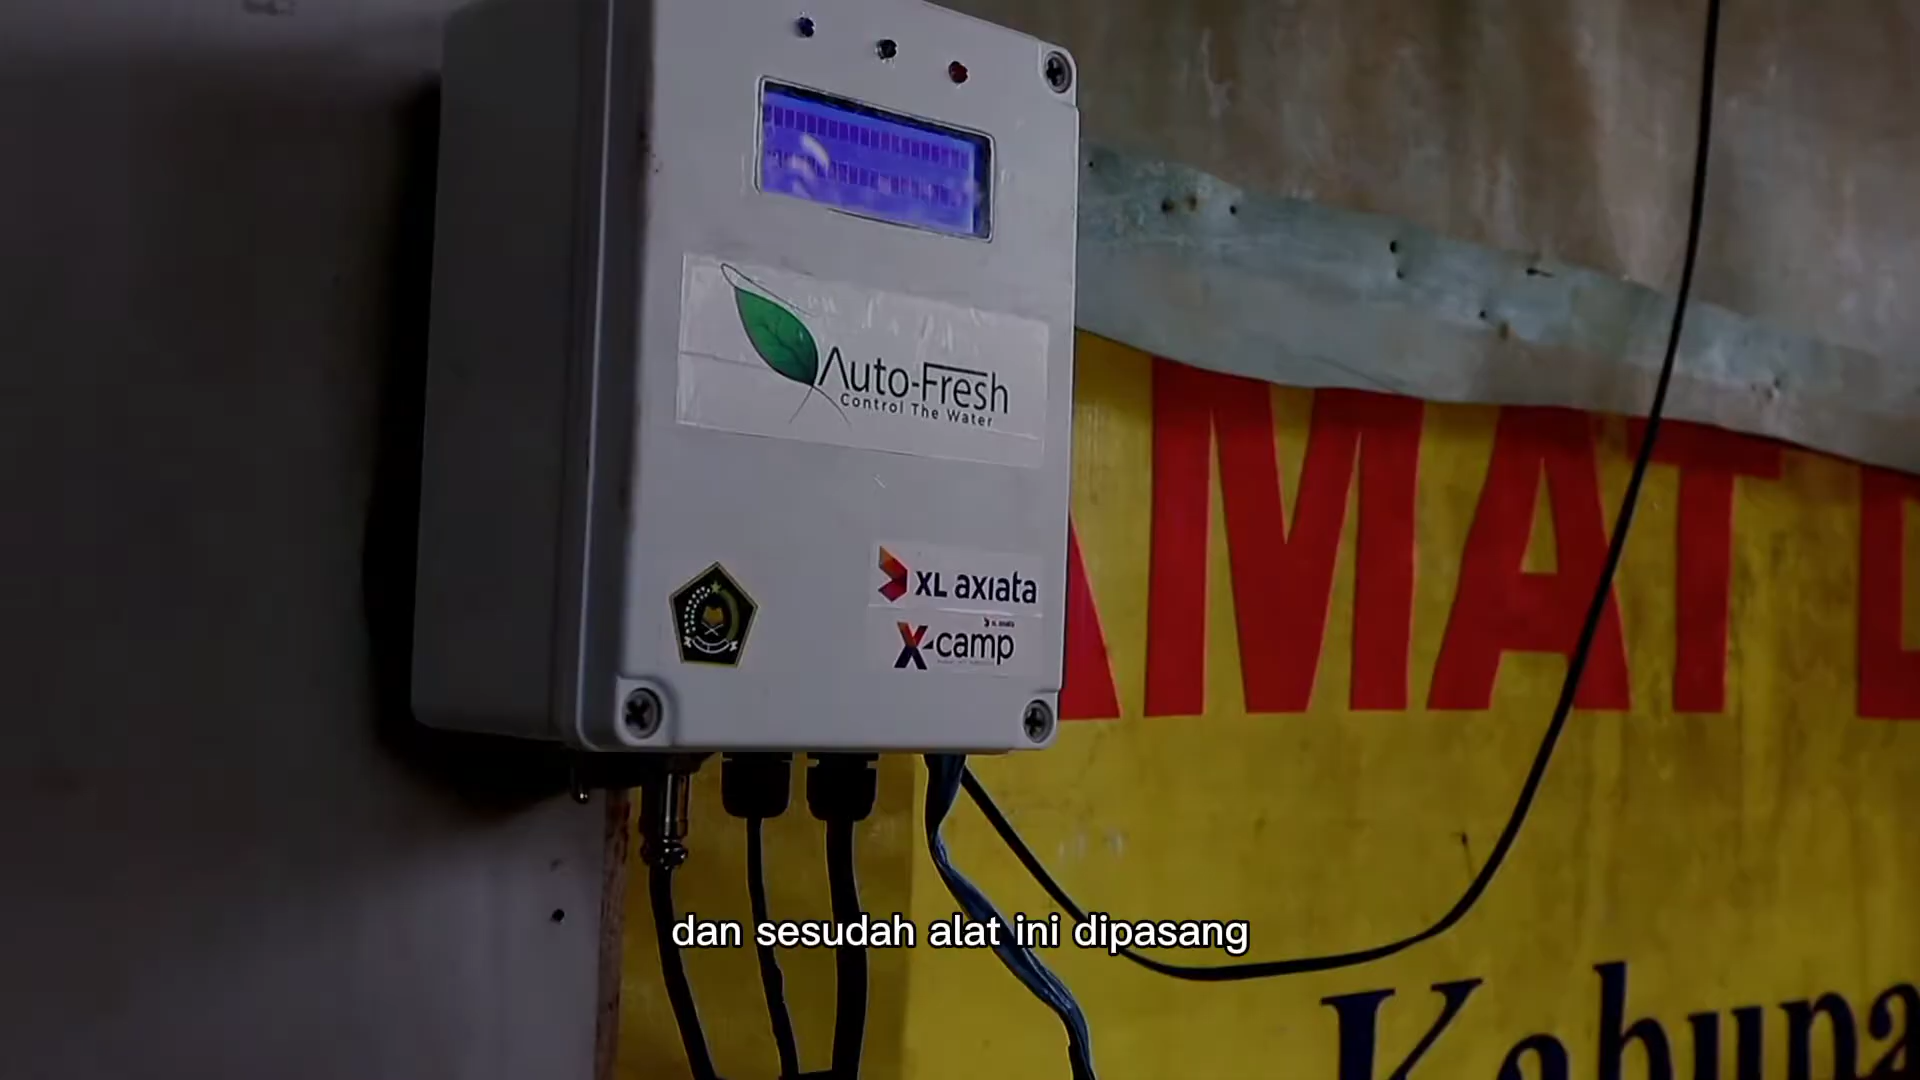 Auto-Fresh
Control The Water
XL axiata
X-camp
AMAT
Kabupa
dan sesudah alat ini dipasang